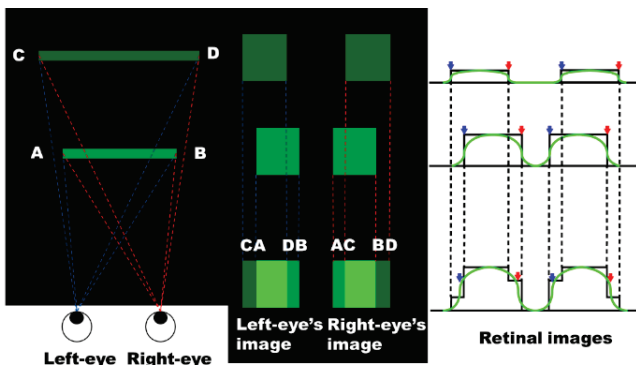 C D
A B
Left-eye Right-eye
CA DB AC BD
Left-eye's Right-eye's
image image
Retinal images